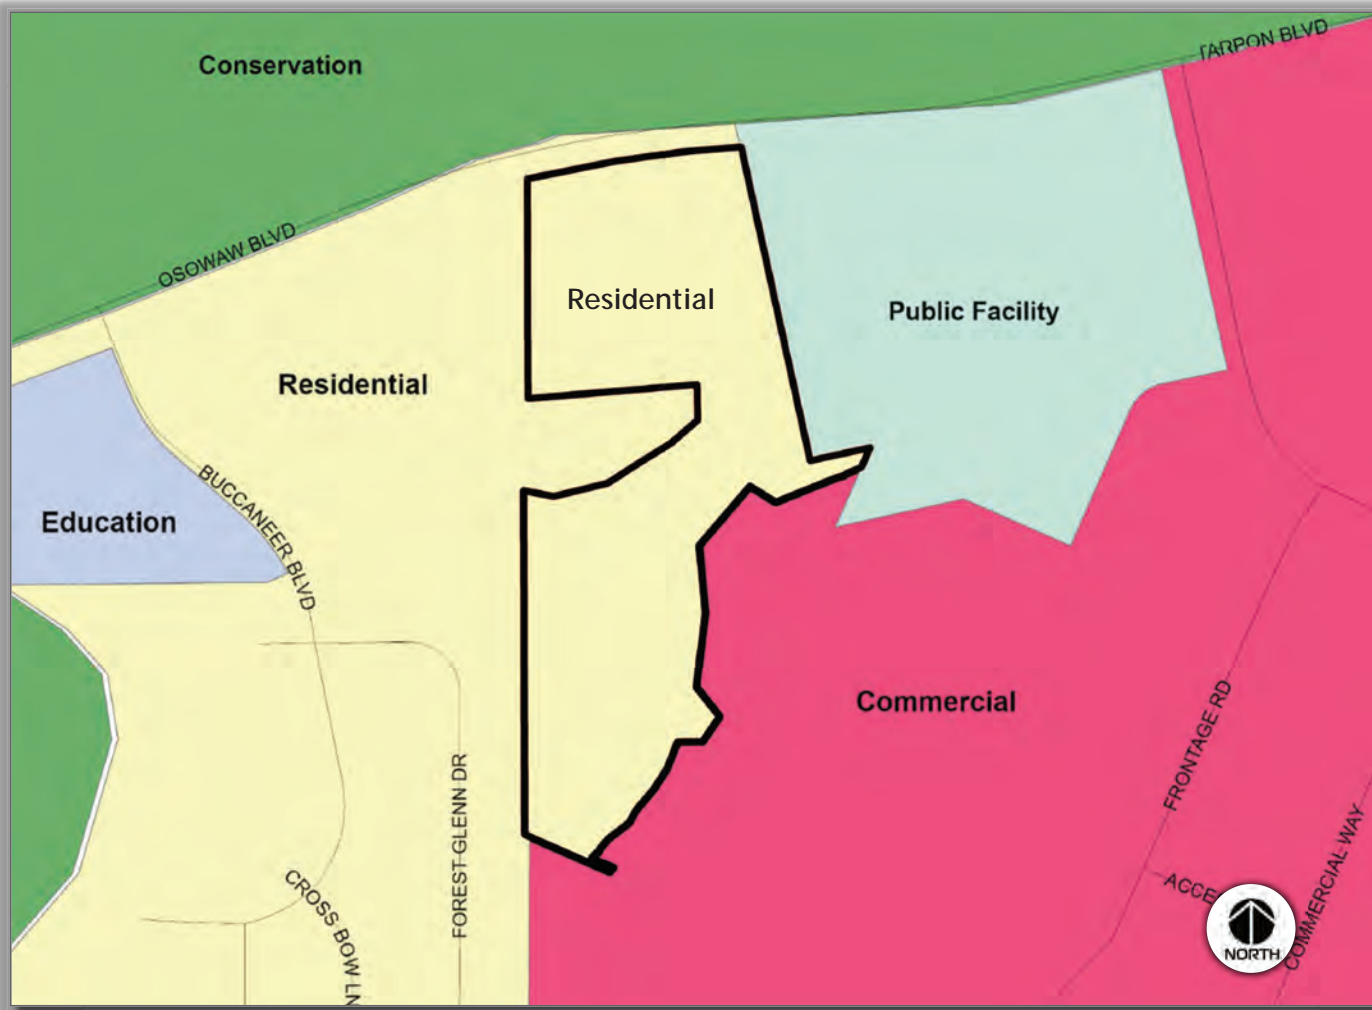 Conservation
TARPON BLVD
OSOWAW BLVD
Residential
Public Facility
Residential
BUCCANEER BLVD
Education
Commercial
FRONTAGE RD
FOREST GLENN DR
COMMERCIAL WAY
CROSS BOW LN
ACCE
NORTH